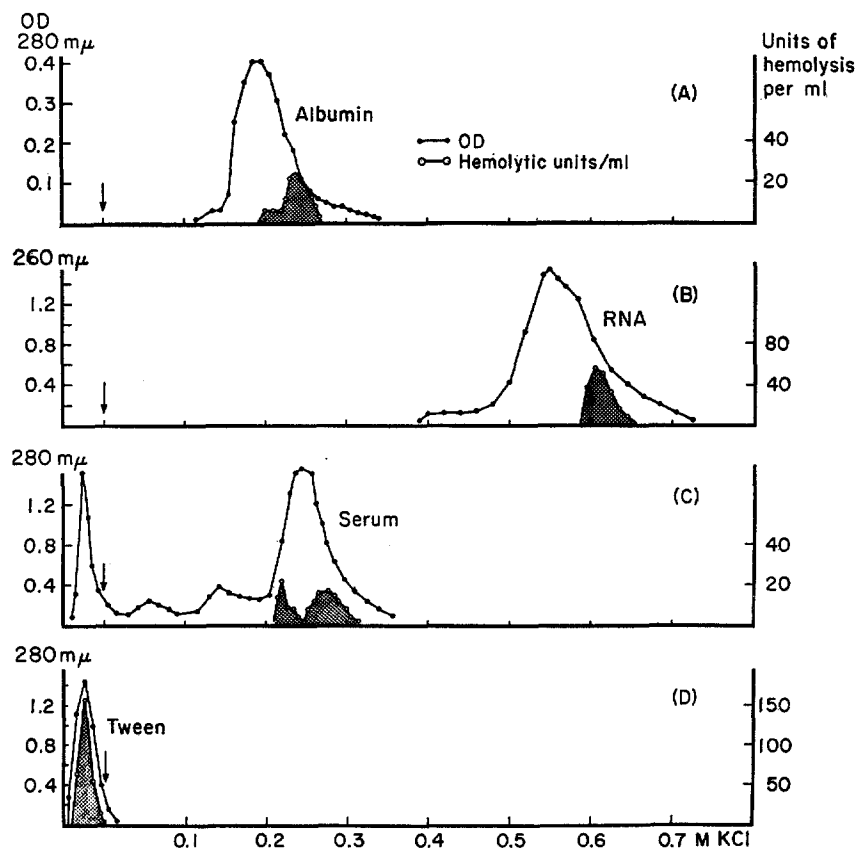 OD
280 mμ
Units of
hemolysis
per ml
0.4
0.3
0.2
0.1
(A)
Albumin
OD
Hemolytic units/ml
40
20
260 mμ
1.2
0.8
0.4
(B)
RNA
80
40
280 mμ
1.2
0.8
0.4
(C)
Serum
40
20
280 mμ
1.2
0.8
0.4
(D)
Tween
150
100
50
0.1 0.2 0.3 0.4 0.5 0.6 0.7 M KCl